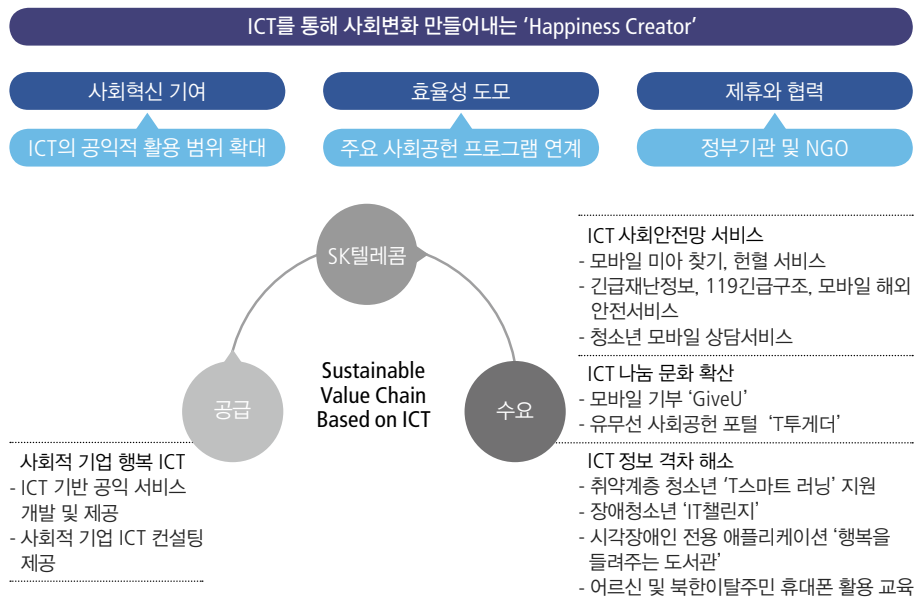 ICT를 통해 사회변화 만들어내는 ‘Happiness Creator’
사회혁신 기여
효율성 도모
제휴와 협력
ICT의 공익적 활용 범위 확대
주요 사회공헌 프로그램 연계
정부기관 및 NGO
SK텔레콤
공급
Sustainable
Value Chain
Based on ICT
수요
사회적 기업 행복 ICT
- ICT 기반 공익 서비스
개발 및 제공
- 사회적 기업 ICT 컨설팅
제공
ICT 사회안전망 서비스
- 모바일 미아 찾기, 헌혈 서비스
- 긴급재난정보, 119긴급구조, 모바일 해외
안전서비스
- 청소년 모바일 상담서비스
ICT 나눔 문화 확산
- 모바일 기부 ‘GiveU’
- 유무선 사회공헌 포털 ‘T투게더’
ICT 정보 격차 해소
- 취약계층 청소년 ‘T스마트 러닝’ 지원
- 장애청소년 ‘IT챌린지’
- 시각장애인 전용 애플리케이션 ‘행복을
들려주는 도서관’
- 어르신 및 북한이탈주민 휴대폰 활용 교육